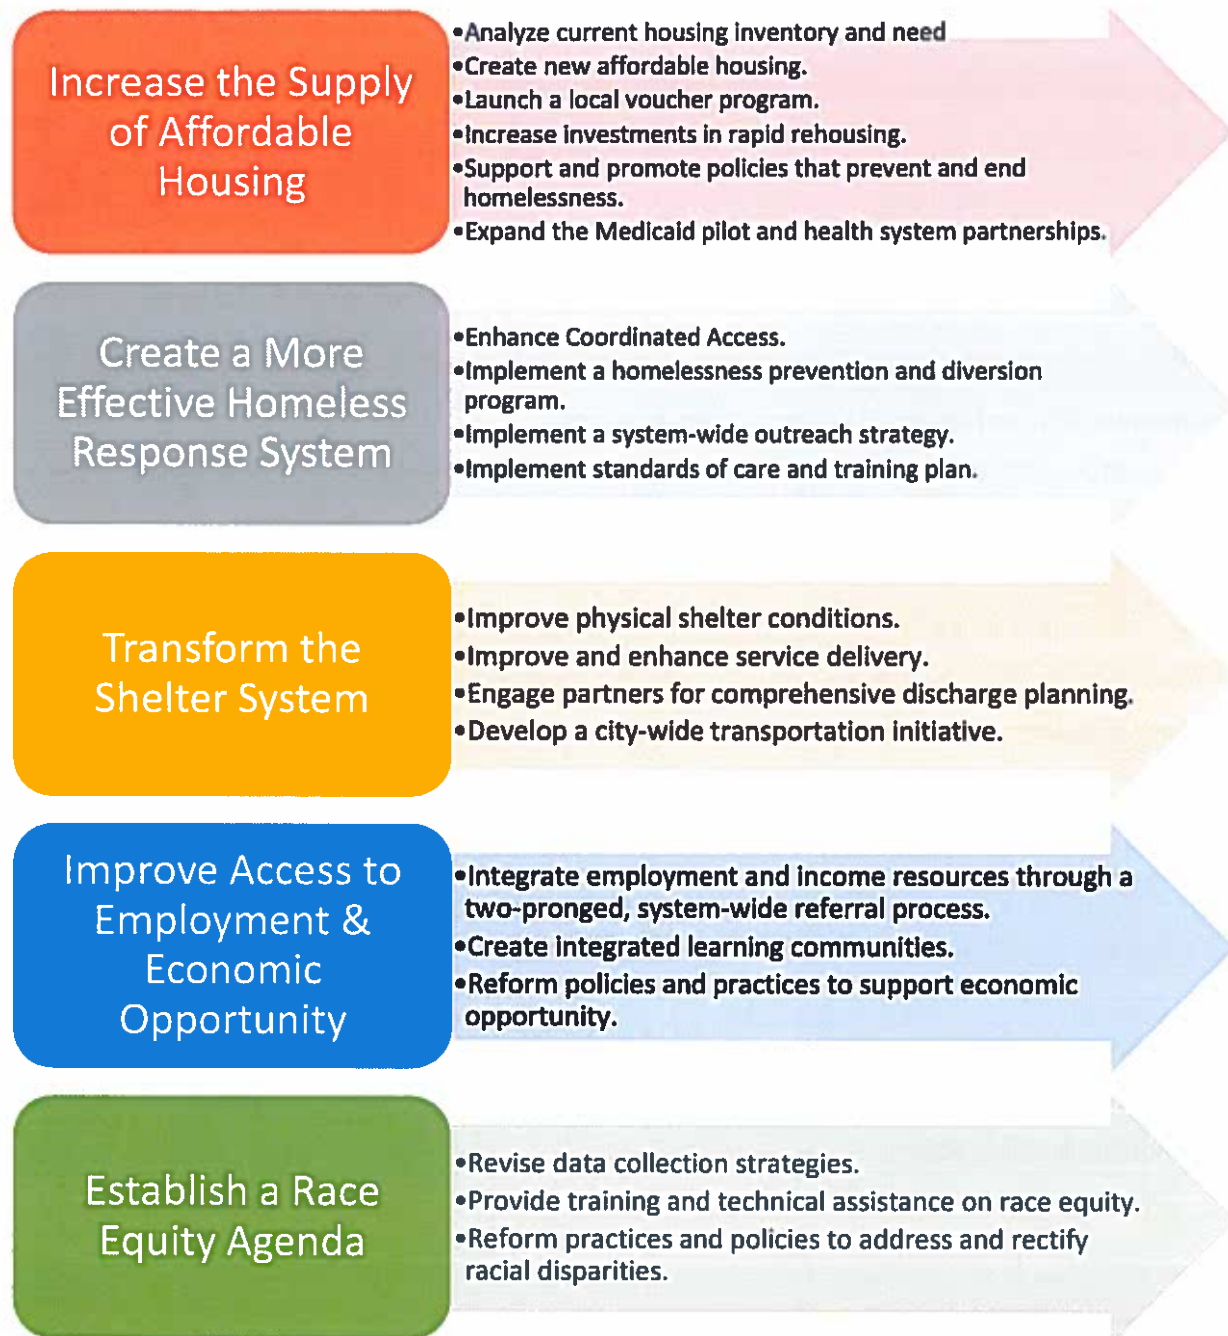 Increase the Supply
of Affordable
Housing
•Analyze current housing inventory and need
•Create new affordable housing.
•Launch a local voucher program.
•Increase investments in rapid rehousing.
•Support and promote policies that prevent and end
homelessness.
•Expand the Medicaid pilot and health system partnerships.
Create a More
Effective Homeless
Response System
•Enhance Coordinated Access.
•Implement a homelessness prevention and diversion
program.
•Implement a system-wide outreach strategy.
•Implement standards of care and training plan.
Transform the
Shelter System
•Improve physical shelter conditions.
•Improve and enhance service delivery.
•Engage partners for comprehensive discharge planning.
•Develop a city-wide transportation initiative.
Improve Access to
Employment &
Economic
Opportunity
•Integrate employment and income resources through a
two-pronged, system-wide referral process.
•Create integrated learning communities.
•Reform policies and practices to support economic
opportunity.
Establish a Race
Equity Agenda
•Revise data collection strategies.
•Provide training and technical assistance on race equity.
•Reform practices and policies to address and rectify
racial disparities.